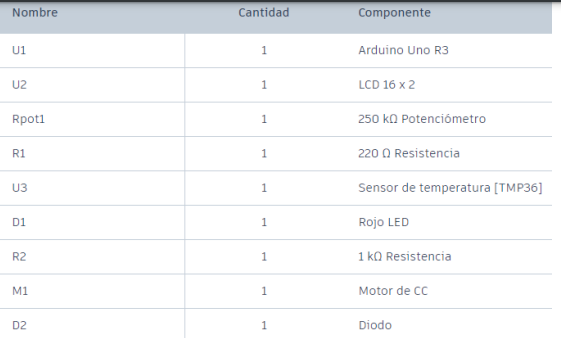 Nombre Cantidad Componente
U1 1 Arduino Uno R3
U2 1 LCD 16 x 2
Rpot1 1 250 kΩ Potenciómetro
R1 1 220 Ω Resistencia
U3 1 Sensor de temperatura [TMP36]
D1 1 Rojo LED
R2 1 1 kΩ Resistencia
M1 1 Motor de CC
D2 1 Diodo